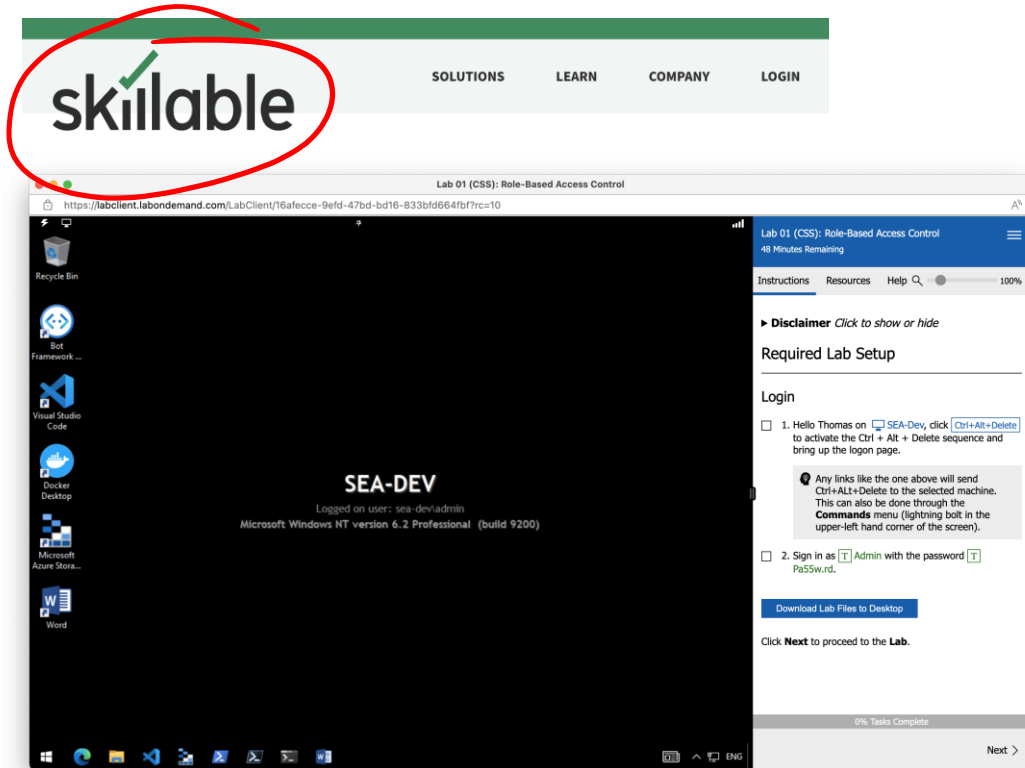 skillable
SOLUTIONS LEARN COMPANY LOGIN
Lab 01 (CSS): Role-Based Access Control
https://labclient.labondemand.com/LabClient/16afecce-9efd-47bd-bd16-833bfd664fbf?rc=10
Recycle Bin
Bot
Framework ...
Visual Studio
Code
Docker
Desktop
Microsoft
Azure Stora...
Word
SEA-DEV
Logged on user: sea-dev\admin
Microsoft Windows NT version 6.2 Professional (build 9200)
ENG
Lab 01 (CSS): Role-Based Access Control
48 Minutes Remaining
Instructions Resources Help 100%
Disclaimer Click to show or hide
Required Lab Setup
Login
1. Hello Thomas on SEA-Dev, click Ctrl+Alt+Delete
to activate the Ctrl + Alt + Delete sequence and
bring up the logon page.
Any links like the one above will send
Ctrl+ALt+Delete to the selected machine.
This can also be done through the
Commands menu (lightning bolt in the
upper-left hand corner of the screen).
2. Sign in as T Admin with the password T
Pa55w.rd.
Download Lab Files to Desktop
Click Next to proceed to the Lab.
0% Tasks Complete
Next >